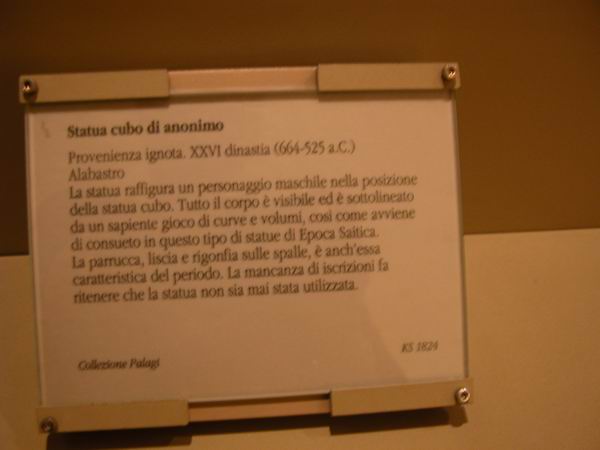 Statua cubo di anonimo
Provenienza ignota. XXVI dinastia (664-525 a.C.)
Alabastro
La statua raffigura un personaggio maschile nella posizione
della statua cubo. Tutto il corpo è visibile ed è sottolineato
da un sapiente gioco di curve e volumi, così come avviene
di consueto in questo tipo di statue di Epoca Saitica.
La parrucca, liscia e rigonfia sulle spalle, è anch'essa
caratteristica del periodo. La mancanza di iscrizioni fa
ritenere che la statua non sia mai stata utilizzata.
KS 1824
Collezione Palagi